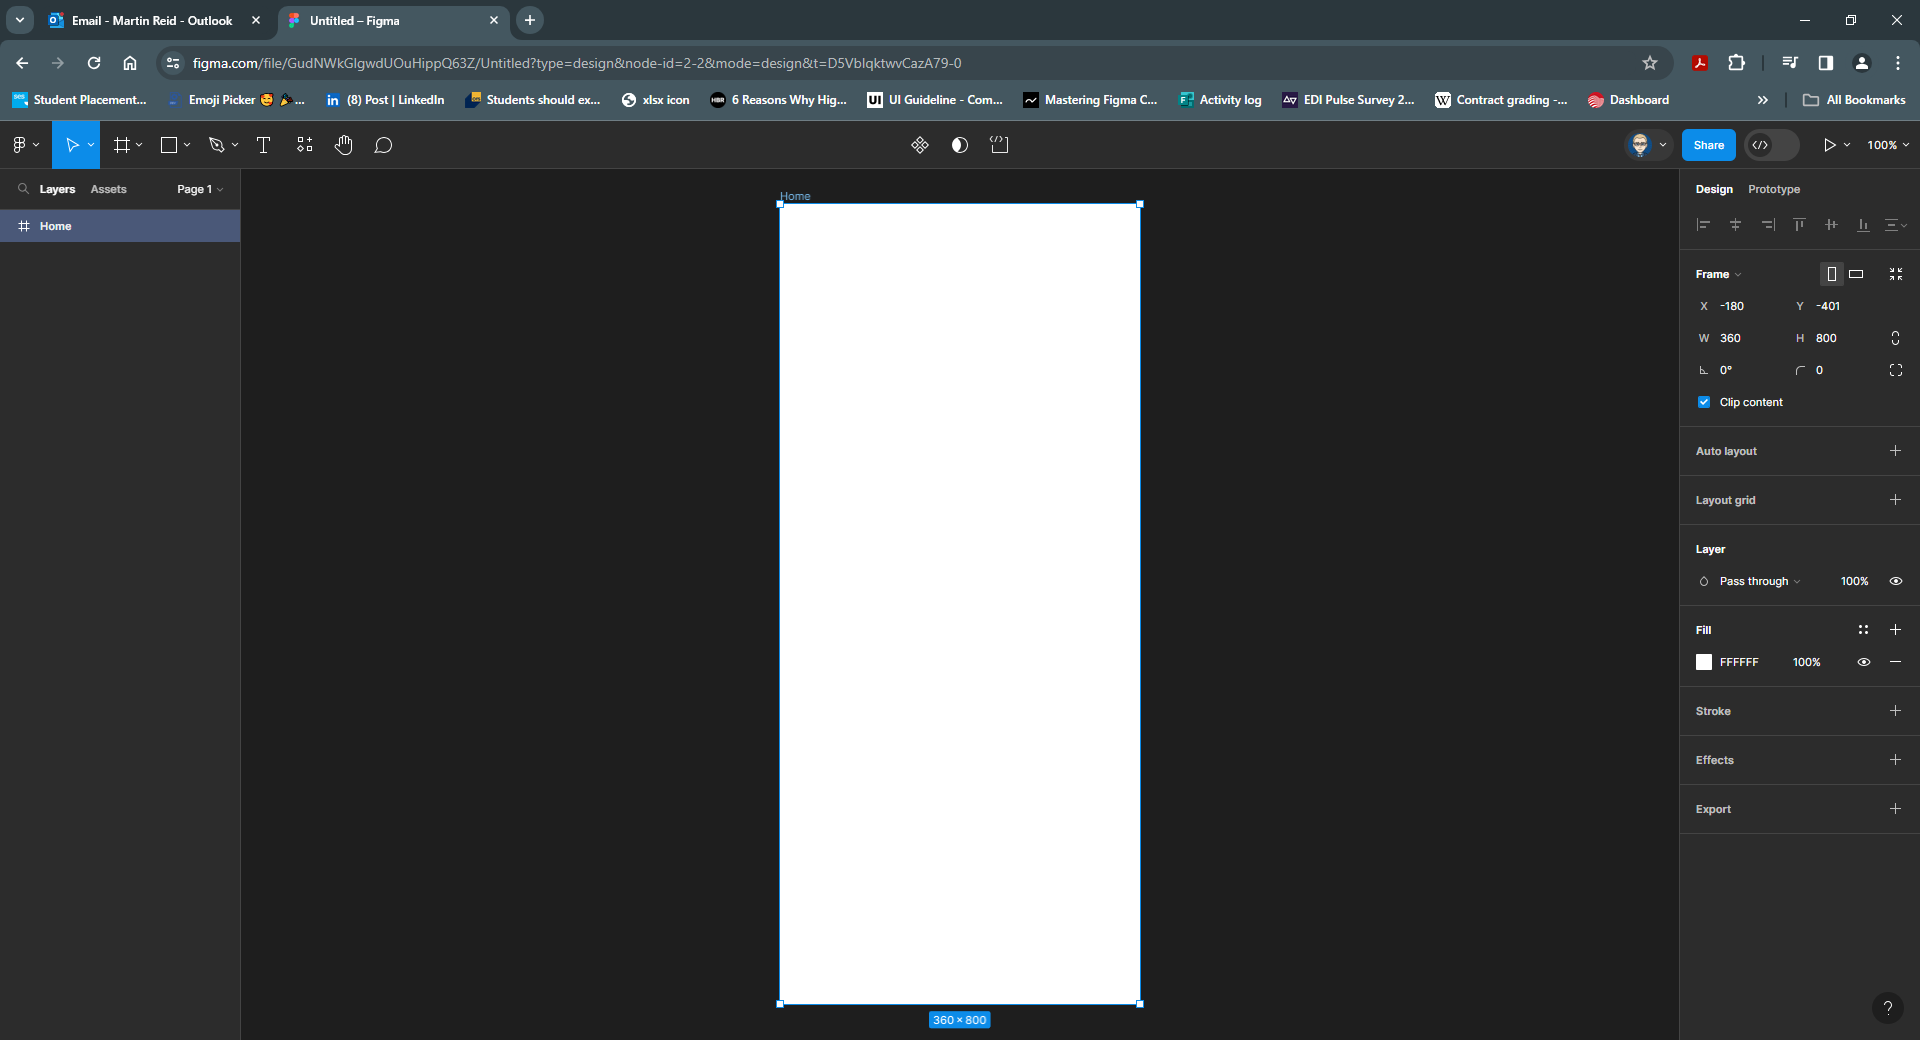 Email - Martin Reid - Outlook
Untitled – Figma
figma.com/file/GudNWkGlgwdUOuHippQ63Z/Untitled?type=design&node-id=2-2&mode=design&t=D5VblqktwvCazA79-0
Student Placement...
Emoji Picker
...
(8) Post | LinkedIn
Students should ex...
xlsx icon
6 Reasons Why Hig...
UI Guideline - Com...
Mastering Figma C...
Activity log
EDI Pulse Survey 2...
Contract grading -...
Dashboard
All Bookmarks
Share
100%
Layers
Assets
Page 1
Home
Home
360 × 800
Design
Prototype
Frame
X -180 Y -401
W 360 H 800
0° 0
Clip content
Auto layout
Layout grid
Layer
Pass through 100%
Fill
FFFFFF 100%
Stroke
Effects
Export
?